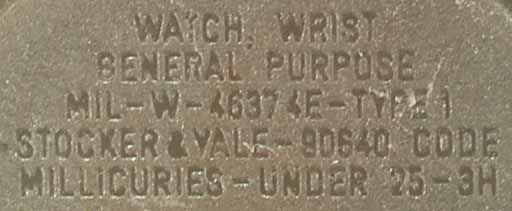 WATCH, WRIST
GENERAL PURPOSE
MIL-W-46374E-TYPE 1
STOCKER & YALE-90640 CODE
MILLICURIES-UNDER 25-3H